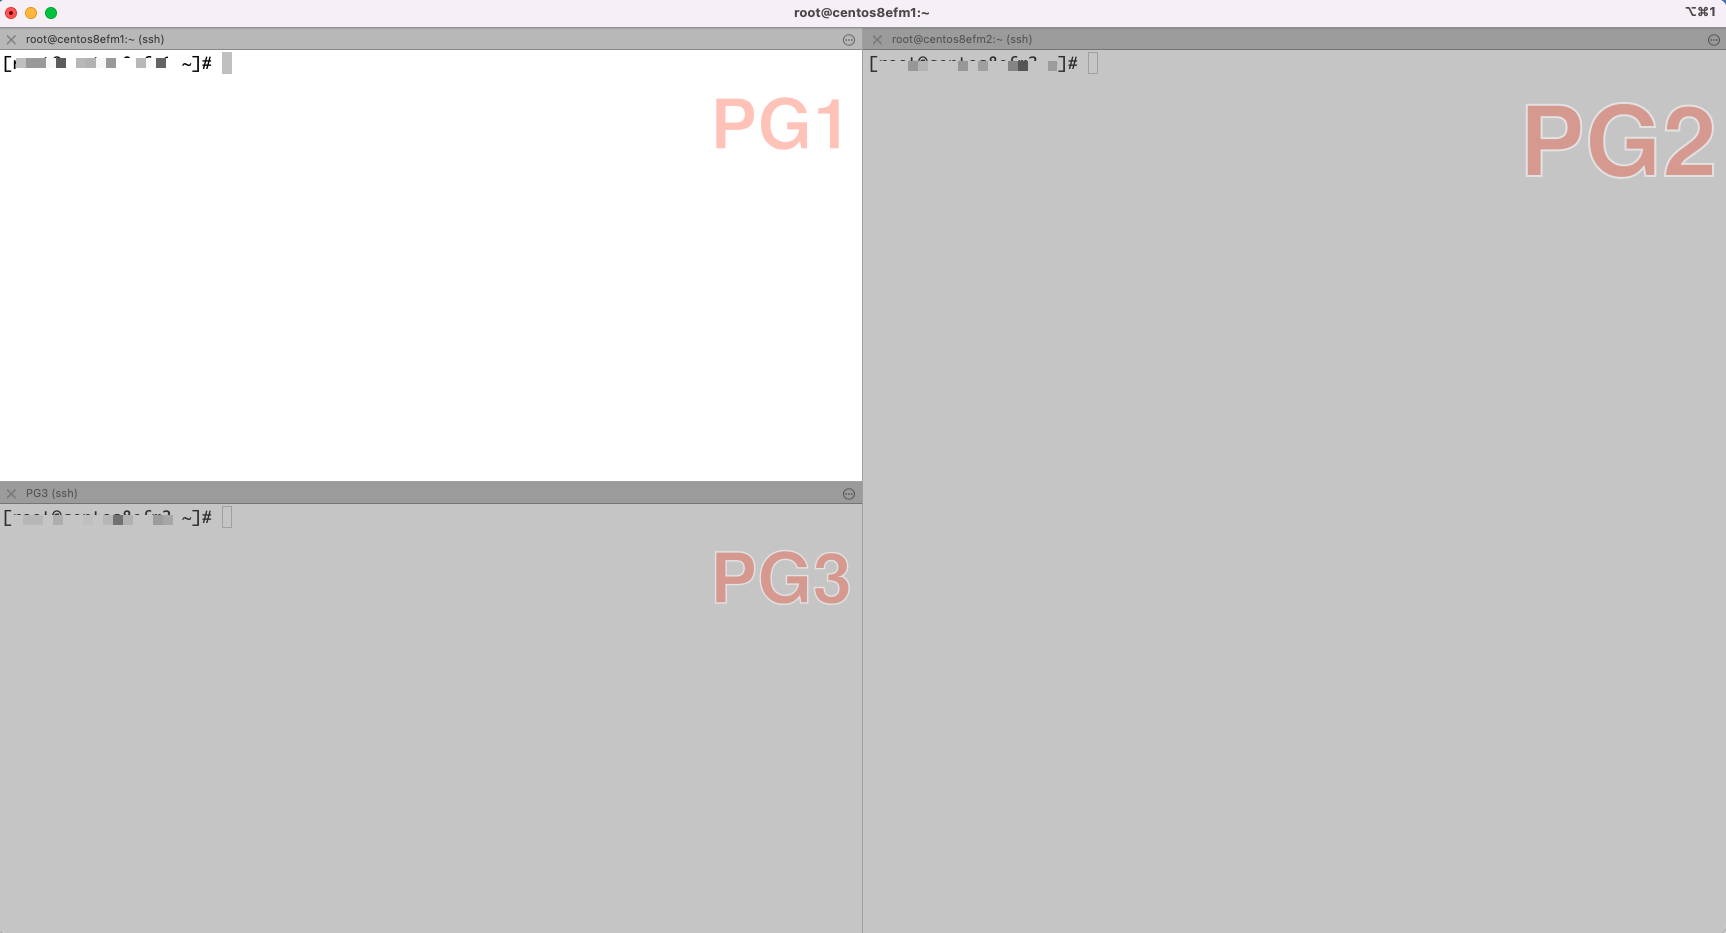 root@centos8efm1:~
⌥⌘1
root@centos8efm1:~ (ssh)
[ ~]#
PG1
root@centos8efm2:~ (ssh)
[ ]#
PG2
PG3 (ssh)
[ ~]#
PG3